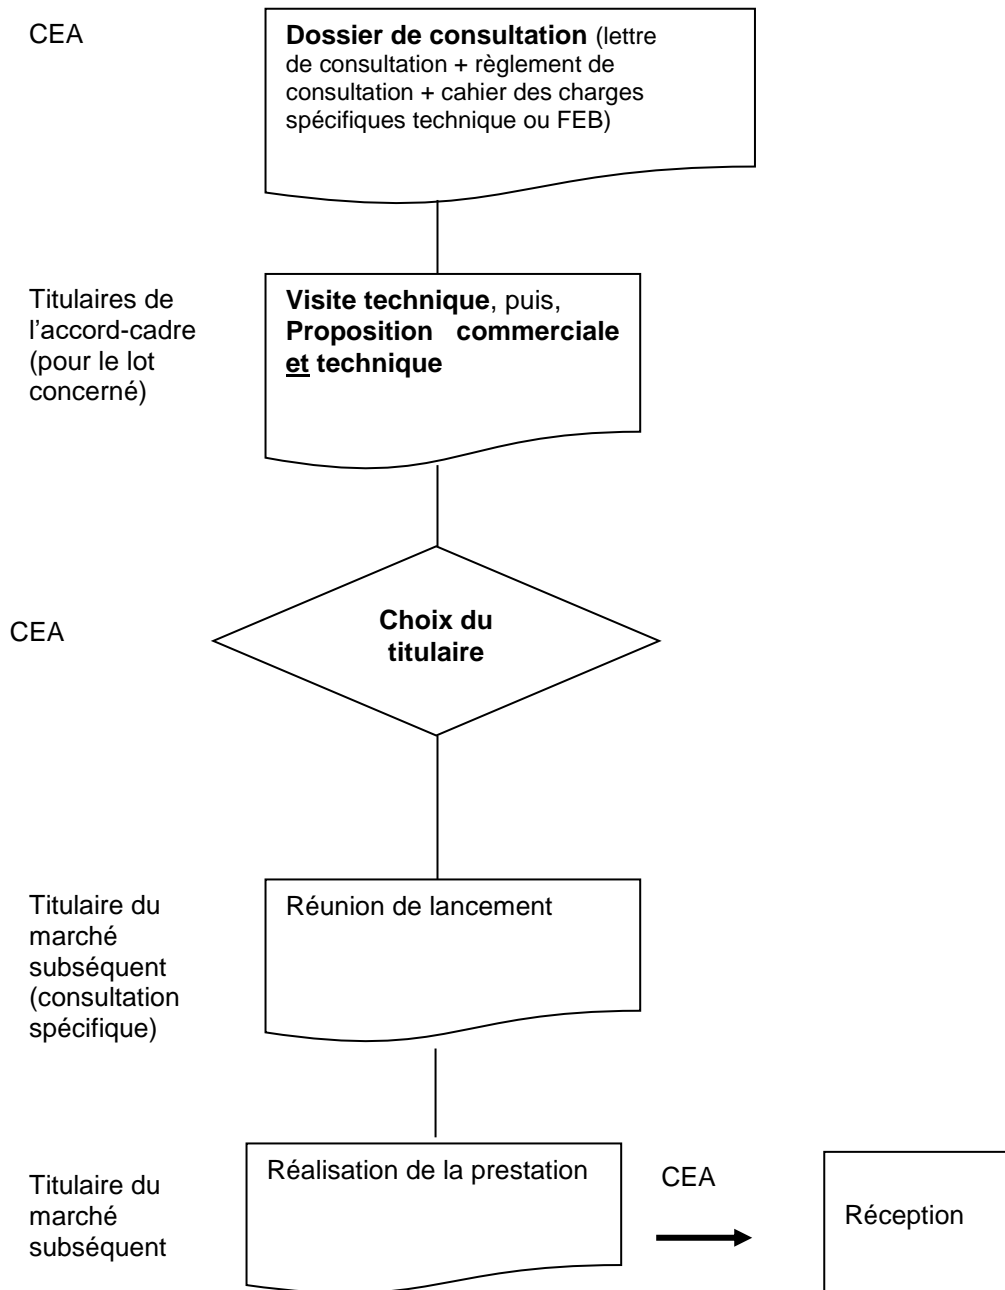 CEA
Dossier de consultation (lettre
de consultation + règlement de
consultation + cahier des charges
spécifiques technique ou FEB)
Titulaires de
l’accord-cadre
(pour le lot
concerné)
Visite technique, puis,
Proposition commerciale
et technique
CEA
Choix du
titulaire
Titulaire du
marché
subséquent
(consultation
spécifique)
Réunion de lancement
Titulaire du
marché
subséquent
Réalisation de la prestation
CEA
Réception